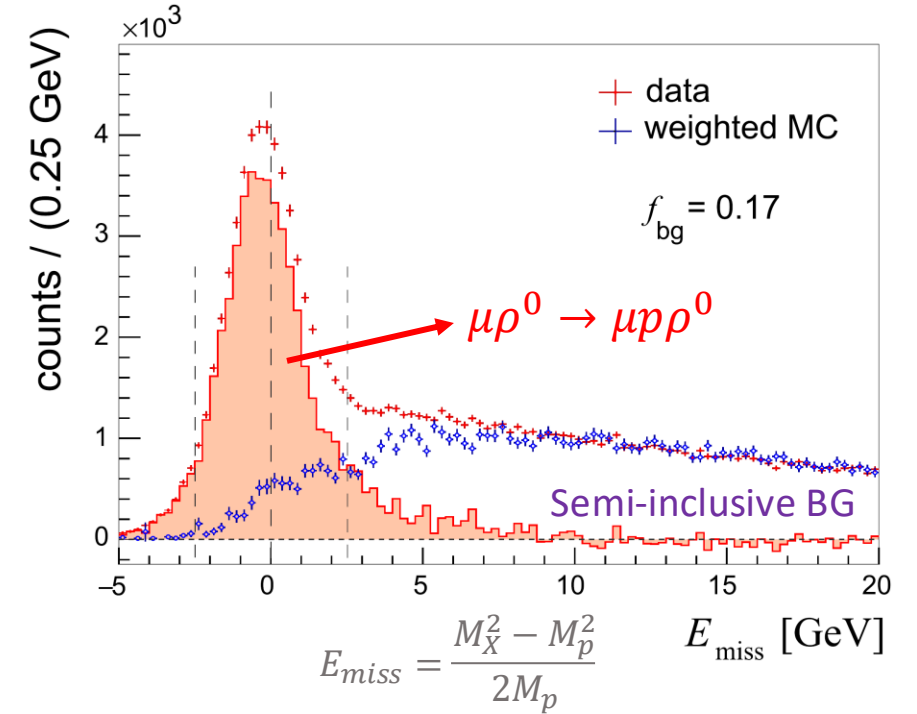 ×10³
counts / (0.25 GeV)
4
3
2
1
0
data
weighted MC
f_bg = 0.17
μρ⁰ → μpρ⁰
Semi-inclusive BG
−5 0 5 10 15 20
E_miss [GeV]
E_miss = (M_X² − M_p²) / 2M_p